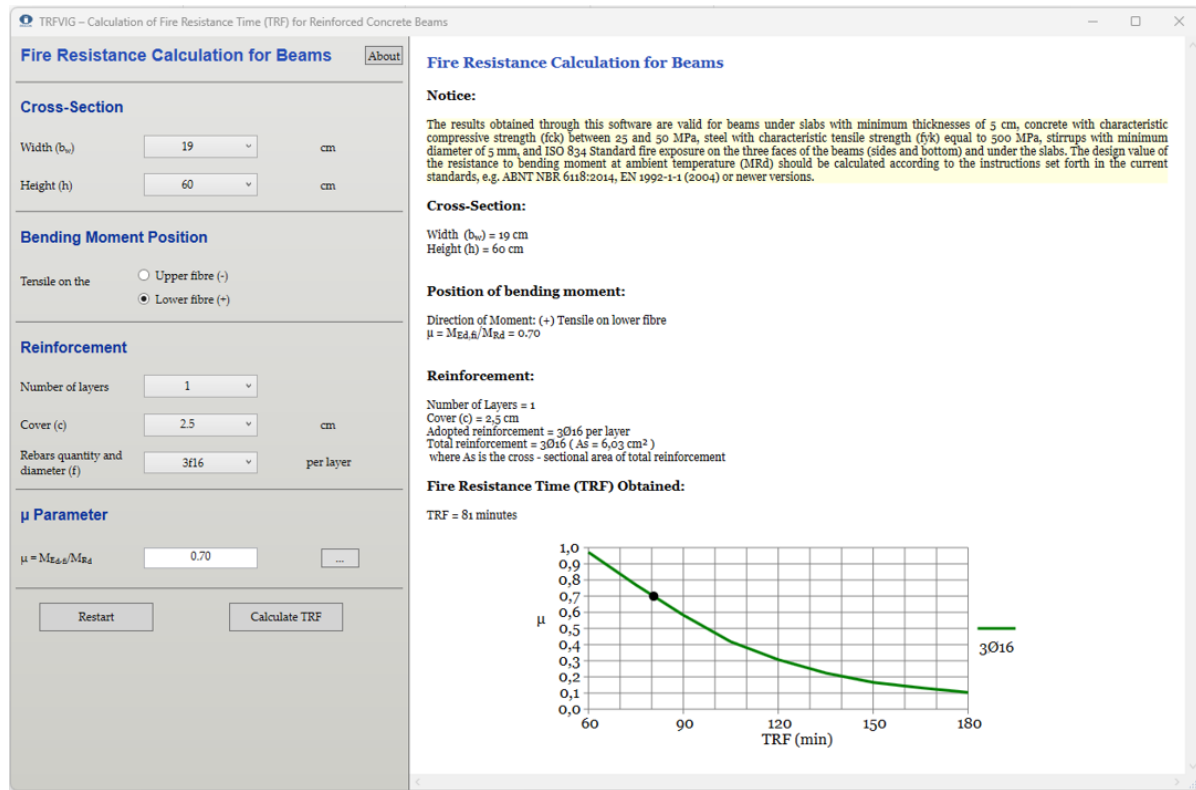 TRFVIG – Calculation of Fire Resistance Time (TRF) for Reinforced Concrete Beams
Fire Resistance Calculation for Beams
About
Cross-Section
Width (bw) 19 cm
Height (h) 60 cm
Bending Moment Position
Tensile on the
Upper fibre (-)
Lower fibre (+)
Reinforcement
Number of layers 1
Cover (c) 2.5 cm
Rebars quantity and
diameter (f) 3f16 per layer
μ Parameter
μ = MEd,fi/MRd 0.70 ...
Restart Calculate TRF
Fire Resistance Calculation for Beams
Notice:
The results obtained through this software are valid for beams under slabs with minimum thicknesses of 5 cm, concrete with characteristic
compressive strength (fck) between 25 and 50 MPa, steel with characteristic tensile strength (fyk) equal to 500 MPa, stirrups with minimum
diameter of 5 mm, and ISO 834 Standard fire exposure on the three faces of the beams (sides and bottom) and under the slabs. The design value of
the resistance to bending moment at ambient temperature (MRd) should be calculated according to the instructions set forth in the current
standards, e.g. ABNT NBR 6118:2014, EN 1992-1-1 (2004) or newer versions.
Cross-Section:
Width (bw) = 19 cm
Height (h) = 60 cm
Position of bending moment:
Direction of Moment: (+) Tensile on lower fibre
μ = MEd,fi/MRd = 0.70
Reinforcement:
Number of Layers = 1
Cover (c) = 2,5 cm
Adopted reinforcement = 3Ø16 per layer
Total reinforcement = 3Ø16 ( As = 6,03 cm² )
where As is the cross - sectional area of total reinforcement
Fire Resistance Time (TRF) Obtained:
TRF = 81 minutes
1,0
0,9
0,8
0,7
0,6
0,5
0,4
0,3
0,2
0,1
0,0
μ
60 90 120 150 180
TRF (min)
3Ø16